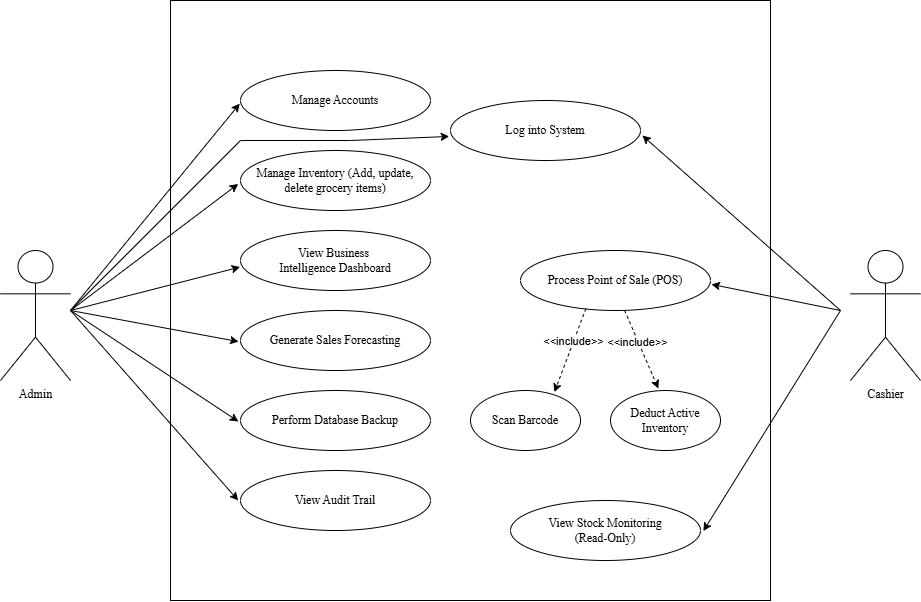 Manage Accounts
Log into System
Manage Inventory (Add, update,
delete grocery items)
View Business
Intelligence Dashboard
Process Point of Sale (POS)
Generate Sales Forecasting
<<include>>
<<include>>
Admin
Cashier
Perform Database Backup
Scan Barcode
Deduct Active
Inventory
View Audit Trail
View Stock Monitoring
(Read-Only)